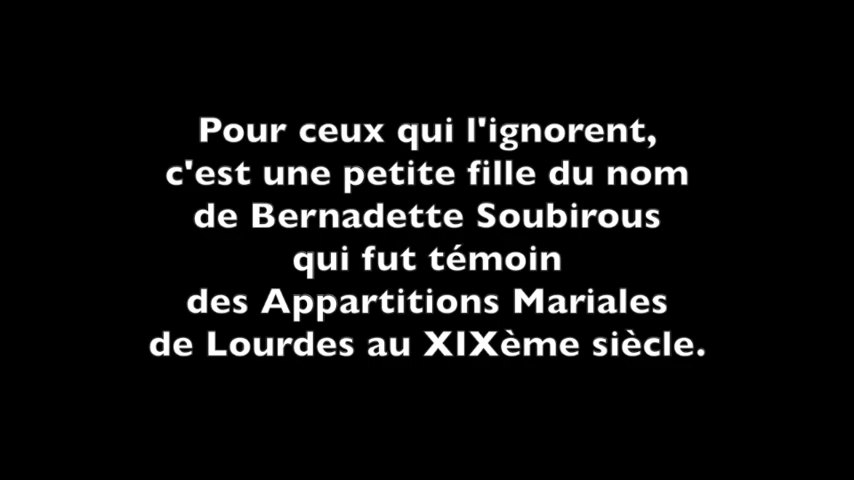 Pour ceux qui l'ignorent,
c'est une petite fille du nom
de Bernadette Soubirous
qui fut témoin
des Appartitions Mariales
de Lourdes au XIXème siècle.